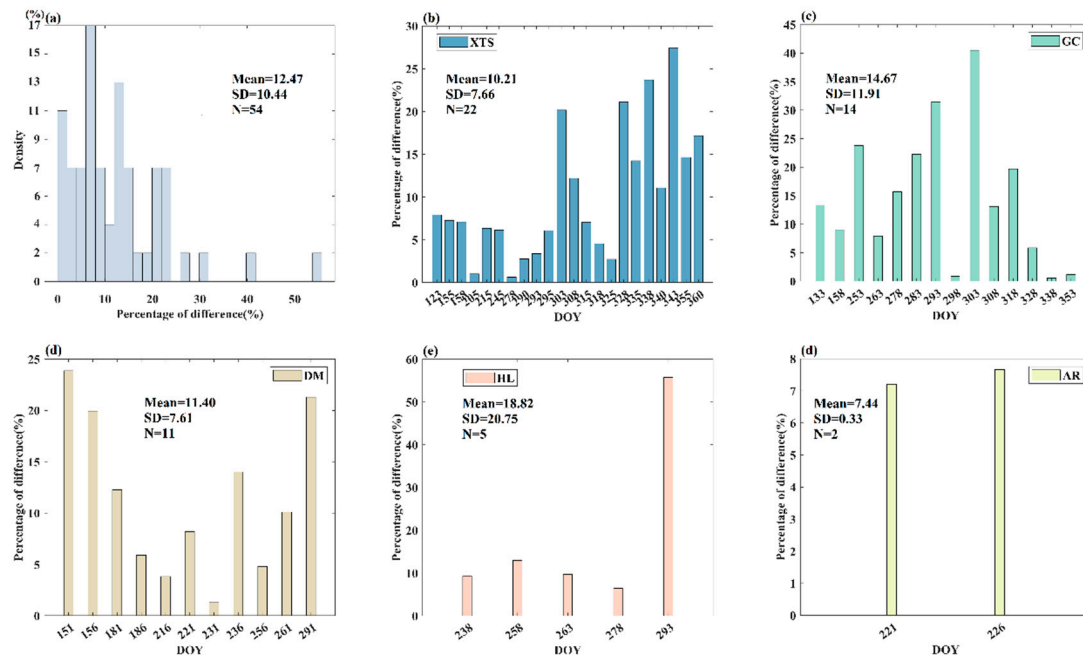 (%)
(a)
17
15
13
11
9
7
6
4
2
0
Density
Mean=12.47
SD=10.44
N=54
0 10 20 30 40 50
Percentage of difference(%)
(b)
XTS
30
25
20
15
10
5
0
Percentage of difference(%)
Mean=10.21
SD=7.66
N=22
DOY
(c)
GC
45
40
35
30
25
20
15
10
5
0
Percentage of difference(%)
Mean=14.67
SD=11.91
N=14
133 158 253 263 278 283 293 298 303 308 318 328 338 353
DOY
(d)
DM
25
20
15
10
5
0
Percentage of difference(%)
Mean=11.40
SD=7.61
N=11
151 156 181 186 216 221 231 236 256 261 291
DOY
(e)
HL
60
50
40
30
20
10
0
Percentage of difference(%)
Mean=18.82
SD=20.75
N=5
238 258 263 278 293
DOY
(d)
AR
8
7
6
5
4
3
2
1
0
Percentage of difference(%)
Mean=7.44
SD=0.33
N=2
221 226
DOY